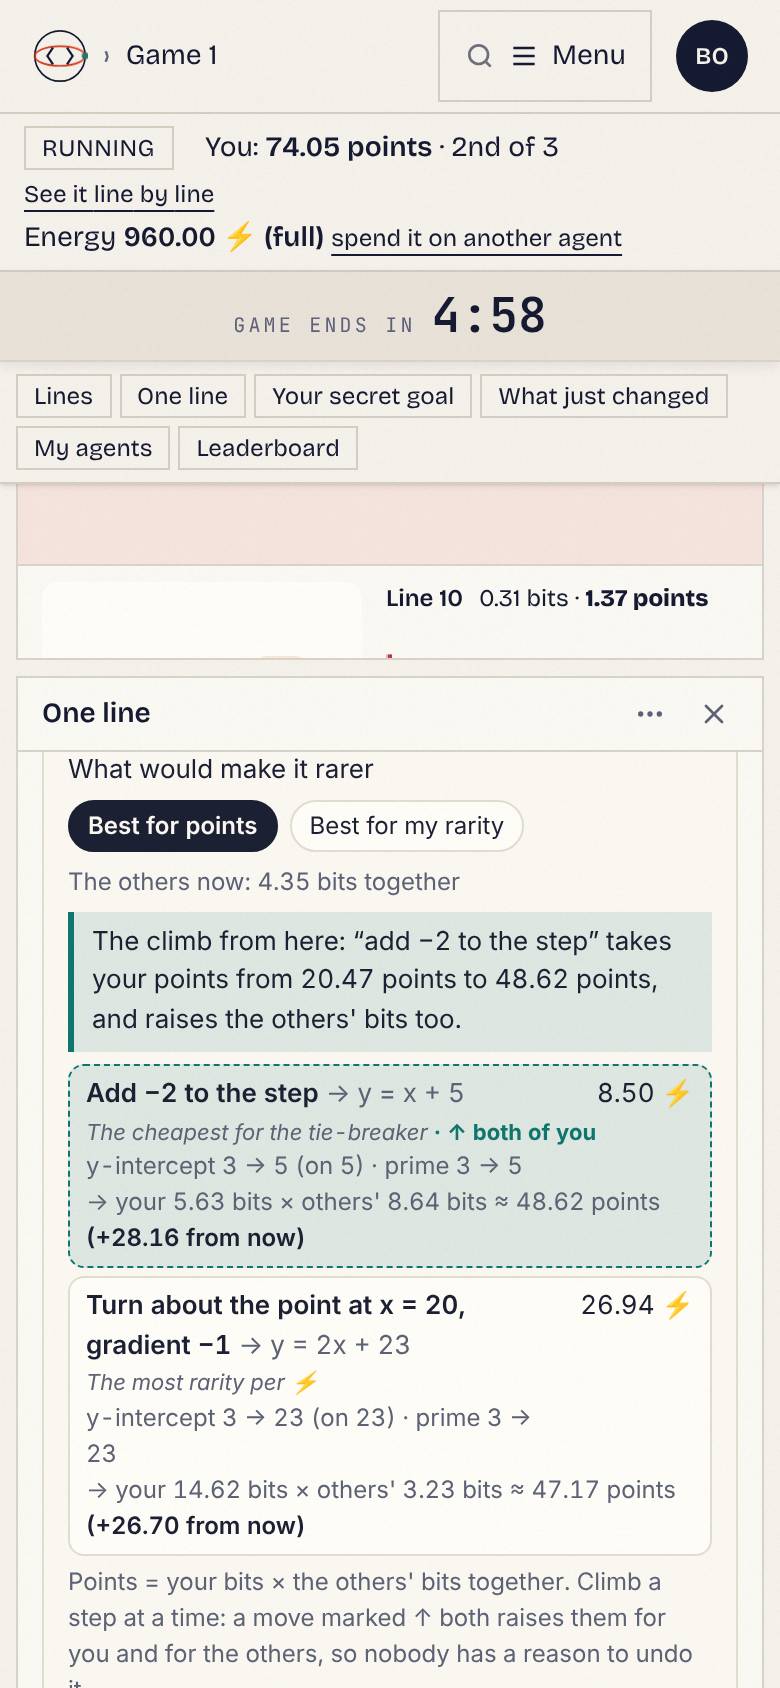 Game 1
Menu
BO
RUNNING
You: 74.05 points · 2nd of 3
See it line by line
Energy 960.00 ⚡ (full) spend it on another agent
GAME ENDS IN 4:58
Lines
One line
Your secret goal
What just changed
My agents
Leaderboard
Line 10 0.31 bits · 1.37 points
One line
What would make it rarer
Best for points
Best for my rarity
The others now: 4.35 bits together
The climb from here: “add −2 to the step” takes
your points from 20.47 points to 48.62 points,
and raises the others' bits too.
Add −2 to the step → y = x + 5 8.50 ⚡
The cheapest for the tie-breaker · ↑ both of you
y-intercept 3 → 5 (on 5) · prime 3 → 5
→ your 5.63 bits × others' 8.64 bits ≈ 48.62 points
(+28.16 from now)
Turn about the point at x = 20, 26.94 ⚡
gradient −1 → y = 2x + 23
The most rarity per ⚡
y-intercept 3 → 23 (on 23) · prime 3 →
23
→ your 14.62 bits × others' 3.23 bits ≈ 47.17 points
(+26.70 from now)
Points = your bits × the others' bits together. Climb a
step at a time: a move marked ↑ both raises them for
you and for the others, so nobody has a reason to undo